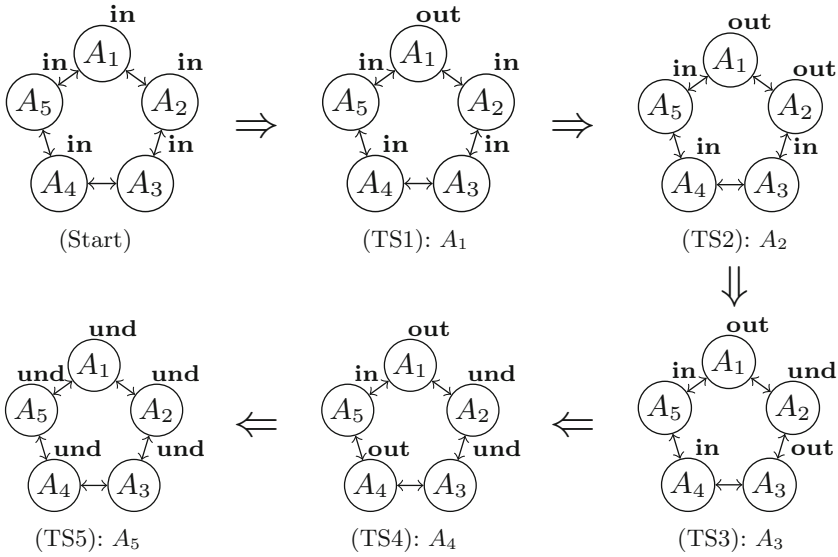 in out
in A₁ in in A₁ in out
A₅ A₂ A₅ A₂ in A₁ out
in in ⇒ in in ⇒ A₅ A₂
A₄ A₃ A₄ A₃ in in
A₄ A₃
(Start) (TS1): A₁ (TS2): A₂
⇓
und out out
und A₁ und in A₁ und in A₁ und
A₅ A₂ A₅ A₂ A₅ A₂
und und ⇐ out und ⇐ in out
A₄ A₃ A₄ A₃ A₄ A₃
(TS5): A₅ (TS4): A₄ (TS3): A₃